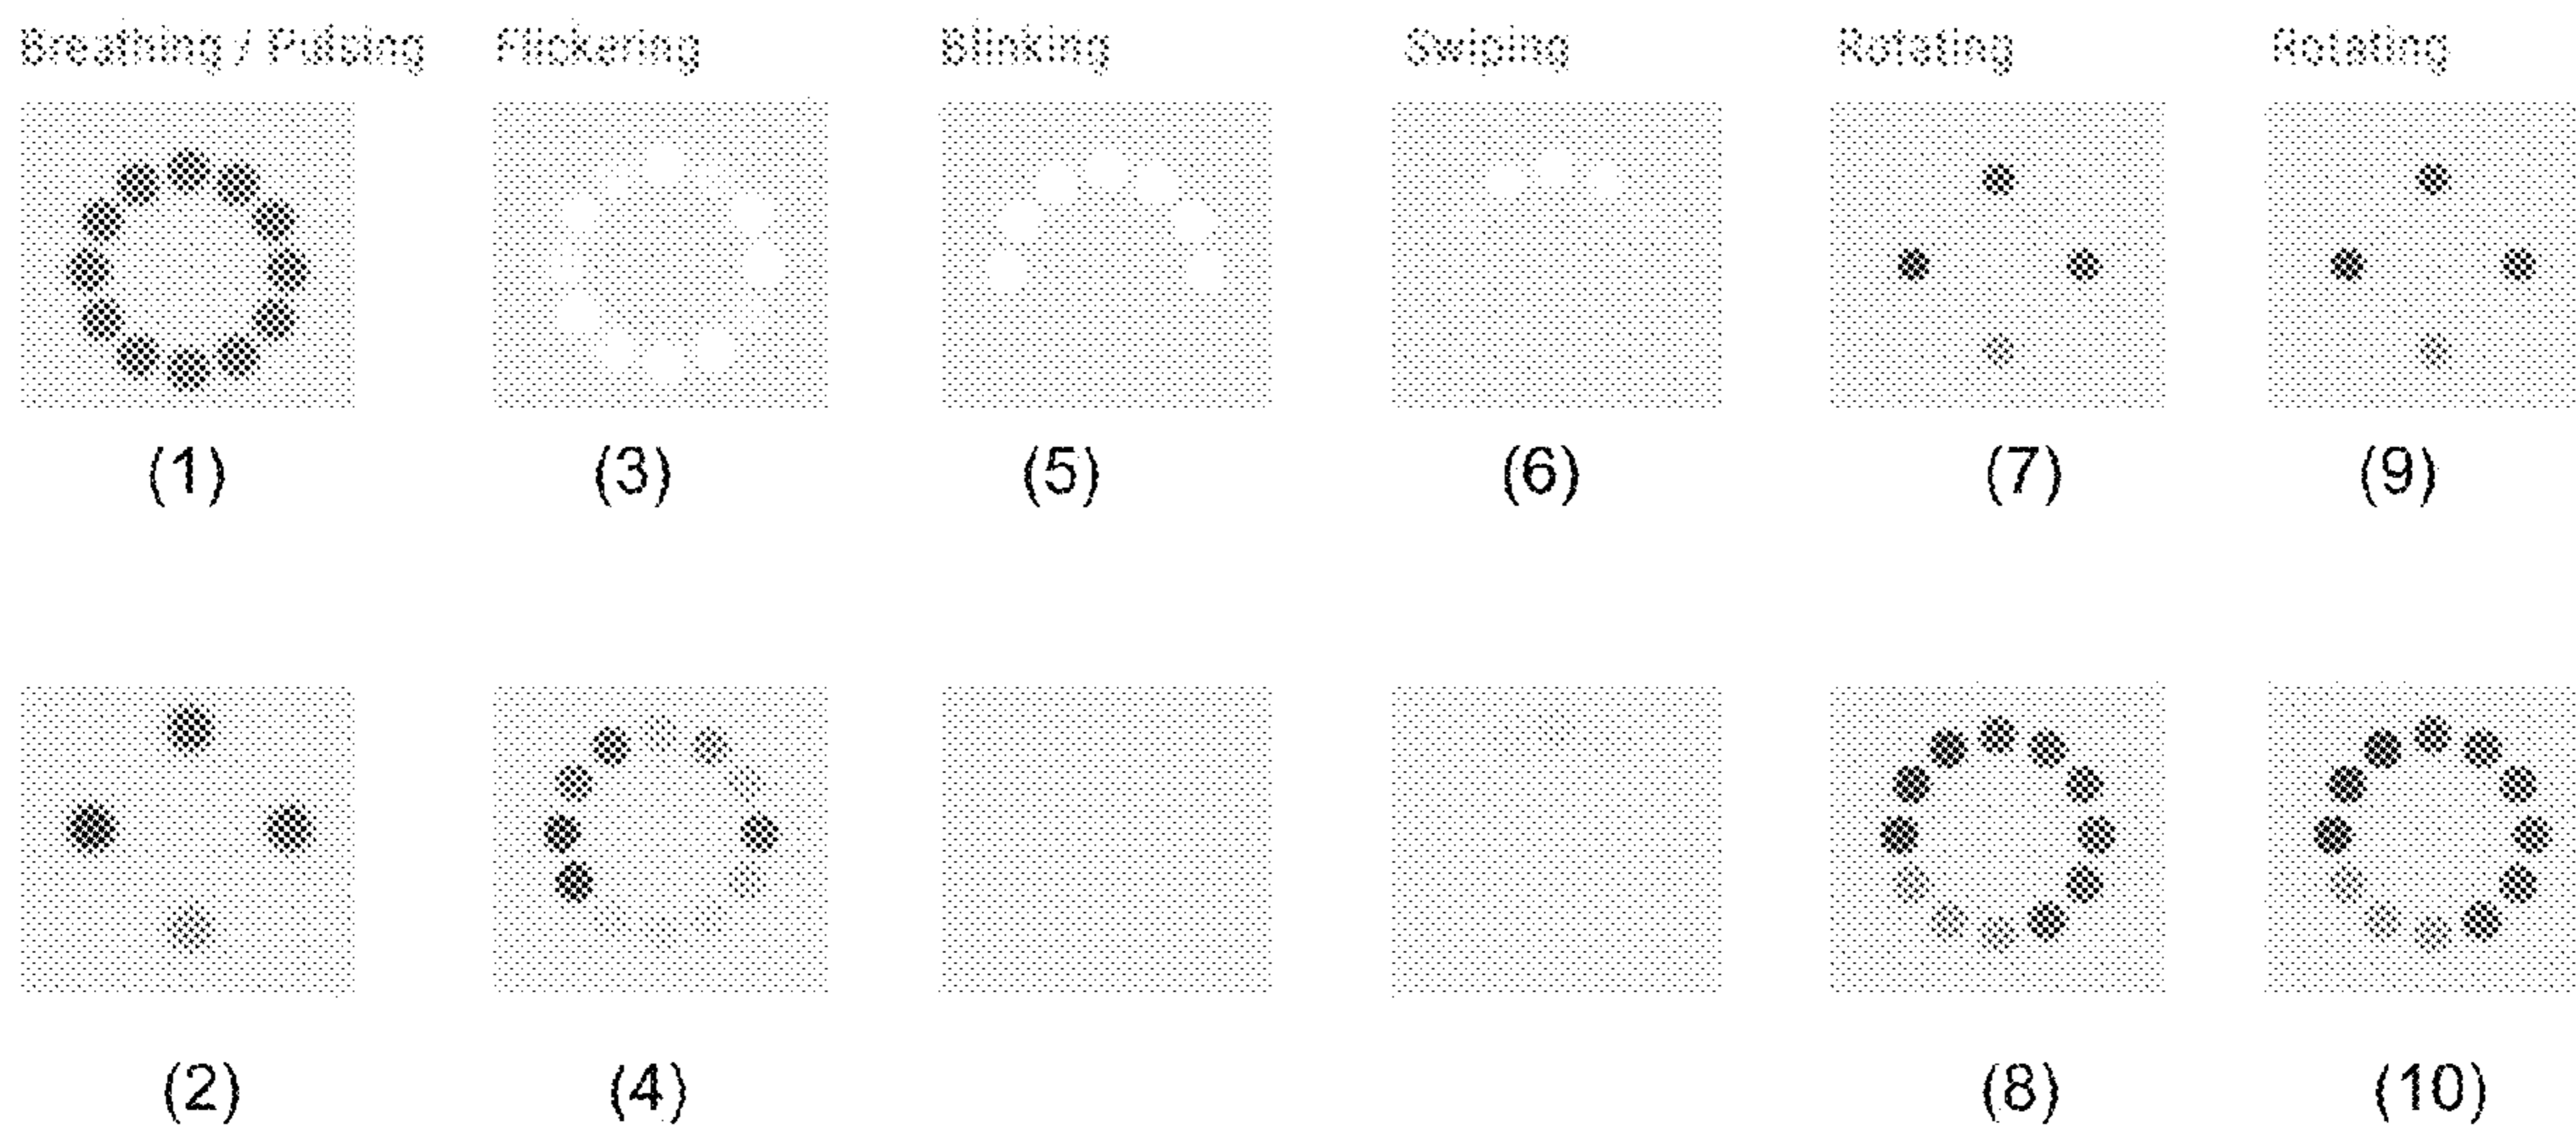 Breathing / Pulsing Flickering Blinking Swiping Rotating Rotating
(1) (3) (5) (6) (7) (9)
(2) (4) (8) (10)